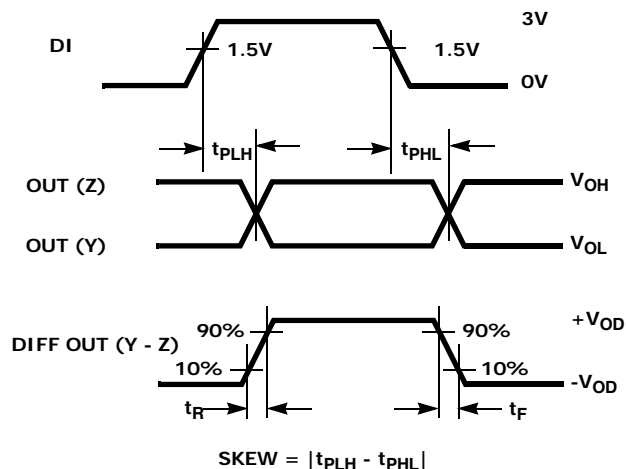 3V
DI
1.5V
1.5V
0V
tPLH
tPHL
OUT (Z)
VOH
OUT (Y)
VOL
+VOD
90%
90%
DIFF OUT (Y - Z)
10%
10%
-VOD
tR
tF
SKEW = |tPLH - tPHL|